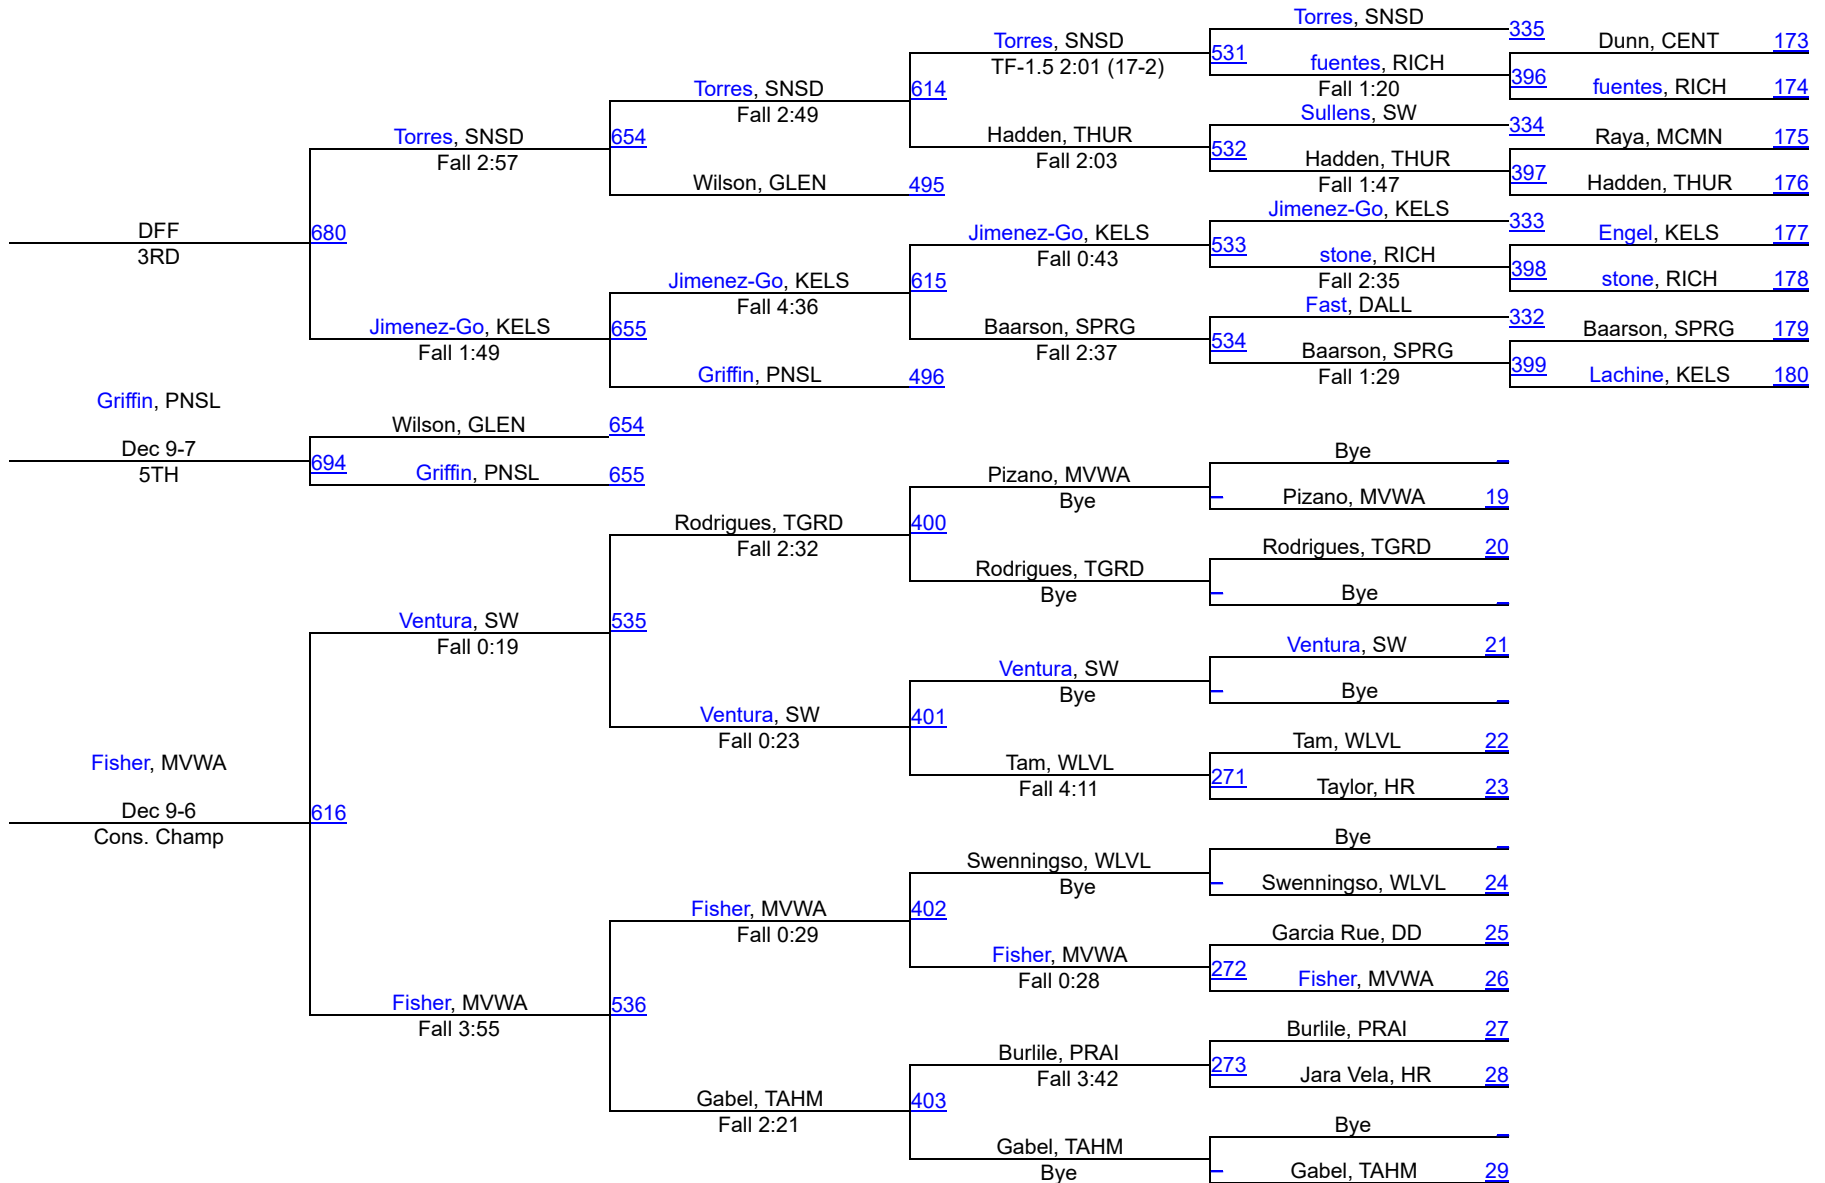 Torres, SNSD
335
Dunn, CENT 173
Torres, SNSD
531
TF-1.5 2:01 (17-2)
fuentes, RICH
396
Fall 1:20
fuentes, RICH 174
Torres, SNSD
614
Fall 2:49
Sullens, SW
334
Raya, MCMN 175
Torres, SNSD
654
Fall 2:57
Hadden, THUR
532
Fall 2:03
Hadden, THUR
397
Fall 1:47
Hadden, THUR 176
Wilson, GLEN
495
Jimenez-Go, KELS
333
Engel, KELS 177
DFF
680
3RD
Jimenez-Go, KELS
533
Fall 0:43
stone, RICH
398
Fall 2:35
stone, RICH 178
Jimenez-Go, KELS
615
Fall 4:36
Fast, DALL
332
Baarson, SPRG 179
Jimenez-Go, KELS
655
Fall 1:49
Baarson, SPRG
534
Fall 2:37
Baarson, SPRG
399
Fall 1:29
Lachine, KELS 180
Griffin, PNSL
496
Griffin, PNSL
Dec 9-7
694
5TH
Wilson, GLEN
654
Griffin, PNSL
655
Bye
Pizano, MVWA
Bye
Pizano, MVWA 19
Rodrigues, TGRD
400
Fall 2:32
Rodrigues, TGRD
Bye
Rodrigues, TGRD 20
Bye
Ventura, SW
535
Fall 0:19
Ventura, SW 21
Ventura, SW
Bye
Bye
Ventura, SW
401
Fall 0:23
Tam, WLVL
271
Fall 4:11
Tam, WLVL 22
Taylor, HR 23
Fisher, MVWA
Dec 9-6
616
Cons. Champ
Bye
Swenningso, WLVL
Bye
Swenningso, WLVL 24
Fisher, MVWA
402
Fall 0:29
Garcia Rue, DD 25
Fisher, MVWA
272
Fall 0:28
Fisher, MVWA 26
Fisher, MVWA
536
Fall 3:55
Burlile, PRAI 27
Burlile, PRAI
273
Fall 3:42
Jara Vela, HR 28
Gabel, TAHM
403
Fall 2:21
Bye
Gabel, TAHM
Bye
Gabel, TAHM 29